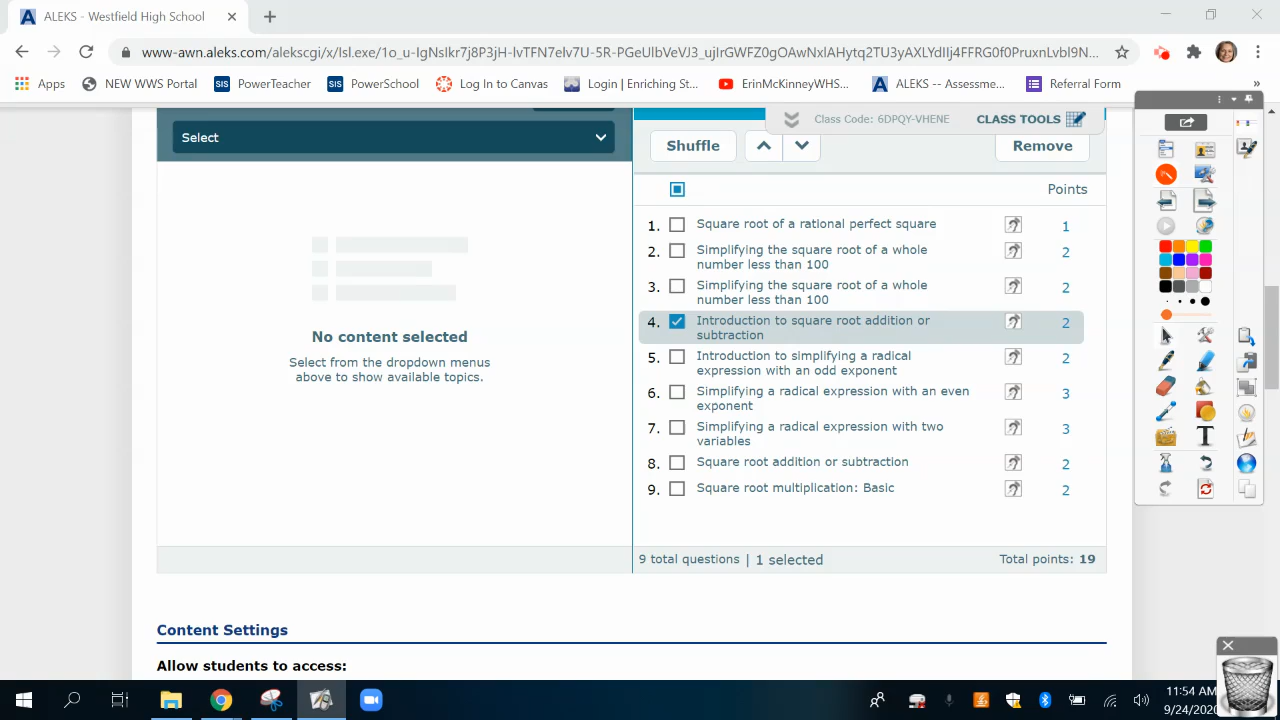 ALEKS - Westfield High School
www-awn.aleks.com/alekscgi/x/Isl.exe/1o_u-IgNsIkr7j8P3jH-lvTFN7elv7U-5R-PGeUlbVeVJ3_ujIrGWFZ0gOAwNxlAHytq2TU3yAXLYdIIj4FFRG0f0PruxnLvbl9N...
Apps NEW WWS Portal SIS PowerTeacher SIS PowerSchool Log In to Canvas Login | Enriching St... ErinMcKinneyWHS... ALEKS -- Assessme... Referral Form »
Class Code: 6DPQY-VHENE CLASS TOOLS
Select
Shuffle Remove
Points
1. Square root of a rational perfect square 1
2. Simplifying the square root of a whole 2
number less than 100
3. Simplifying the square root of a whole 2
number less than 100
4. Introduction to square root addition or 2
subtraction
5. Introduction to simplifying a radical 2
expression with an odd exponent
6. Simplifying a radical expression with an even 3
exponent
7. Simplifying a radical expression with two 3
variables
8. Square root addition or subtraction 2
9. Square root multiplication: Basic 2
No content selected
Select from the dropdown menus
above to show available topics.
9 total questions | 1 selected Total points: 19
Content Settings
Allow students to access:
11:54 AM
9/24/2020